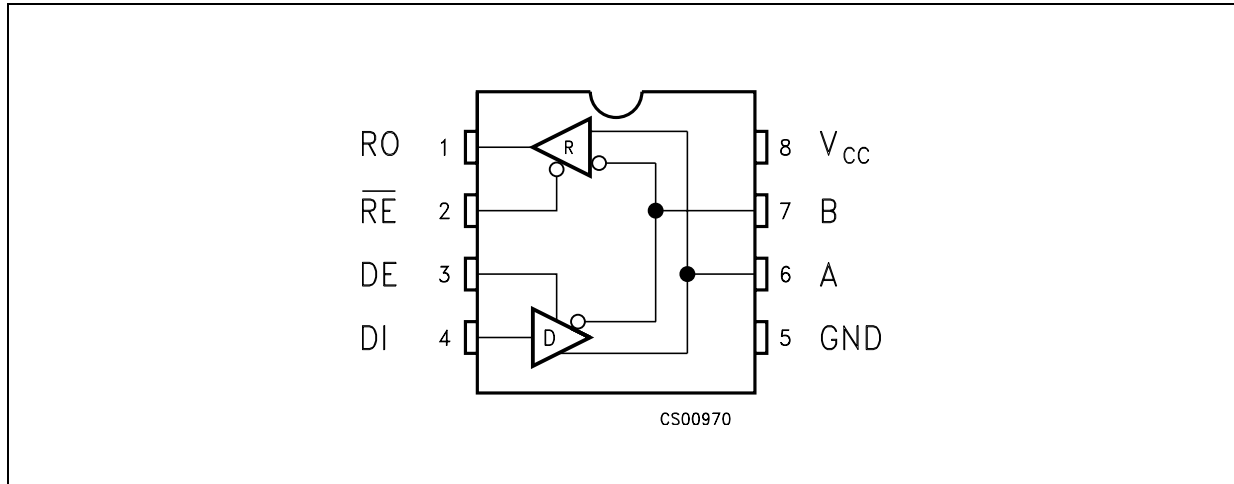 RO 1 R 8 VCC
RE 2 7 B
DE 3 6 A
DI 4 D 5 GND
CS00970